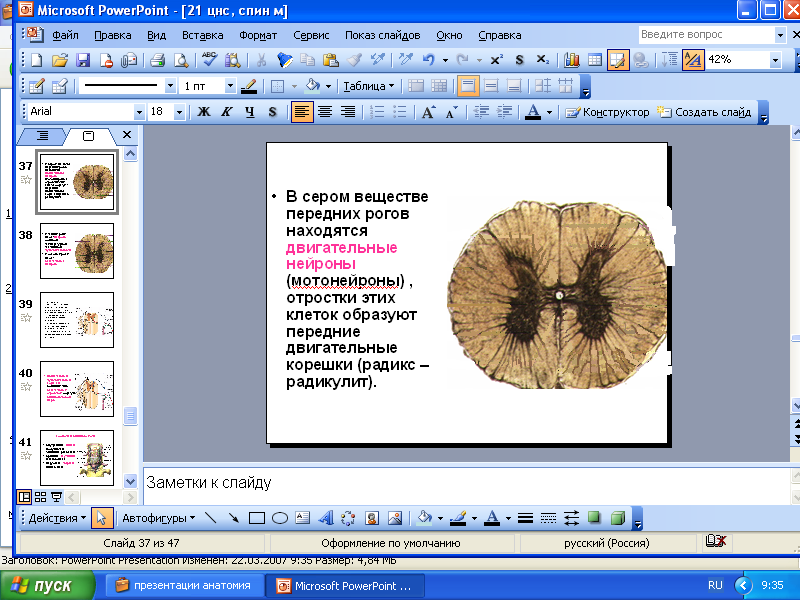 Microsoft PowerPoint - [21 цнс, спин м]
Файл Правка Вид Вставка Формат Сервис Показ слайдов Окно Справка
Введите вопрос
42%
1 пт Таблица
Arial 18 Ж К Ч S Конструктор Создать слайд
37
38
39
40
41
• В сером веществе
передних рогов
находятся
двигательные
нейроны
(мотонейроны) ,
отростки этих
клеток образуют
передние
двигательные
корешки (радикс –
радикулит).
Заметки к слайду
Действия Автофигуры
Слайд 37 из 47 Оформление по умолчанию русский (Россия)
Заголовок: PowerPoint Presentation Изменен: 22.03.2007 9:35 Размер: 4,84 МБ
пуск презентации анатомия Microsoft PowerPoint ... RU 9:35